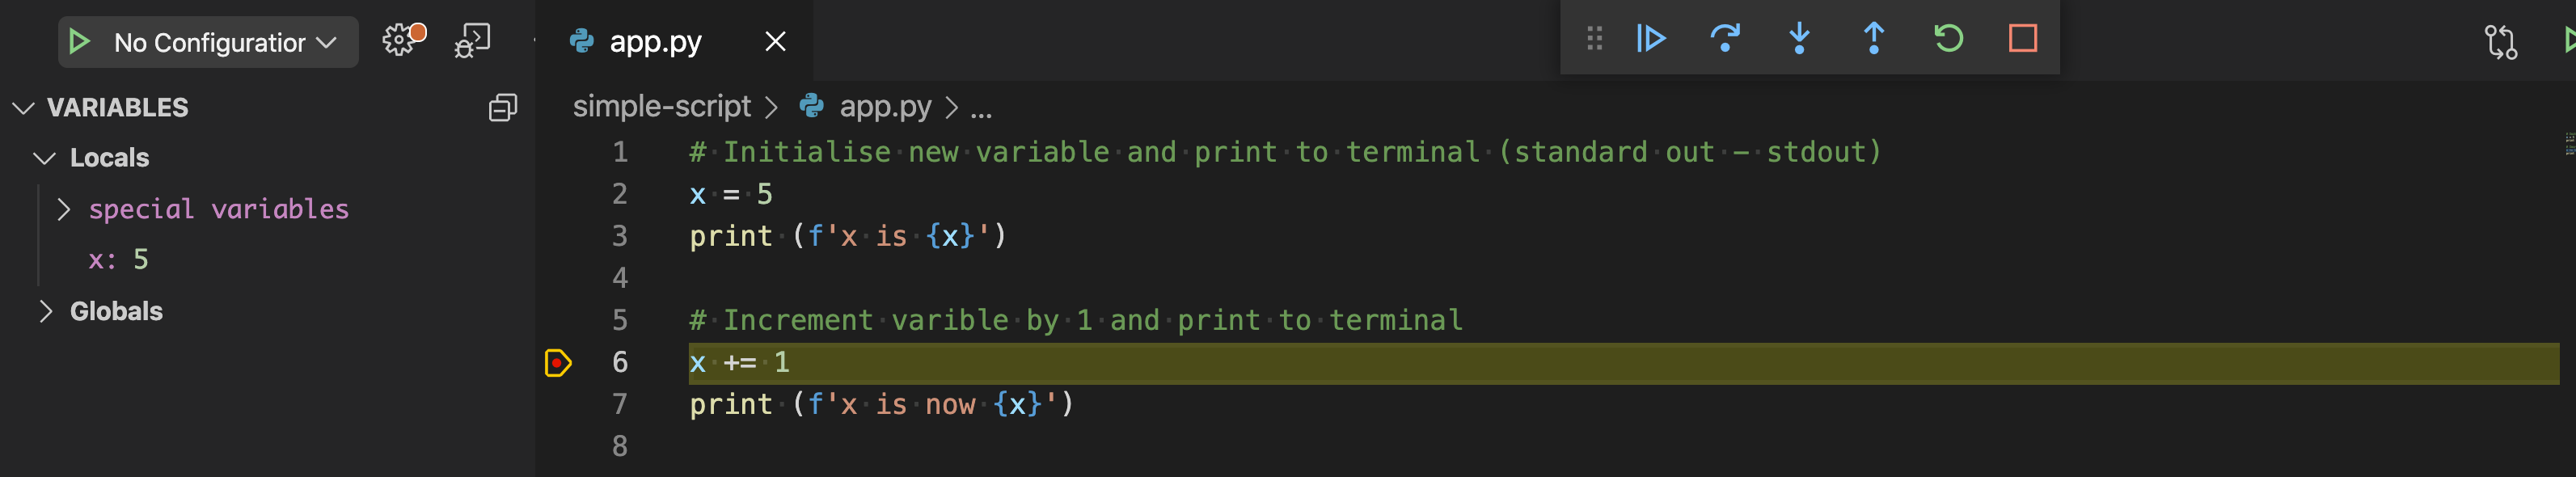 No Configuratior
app.py
VARIABLES
simple-script > app.py > ...
Locals
special variables
x: 5
Globals
1 # Initialise new variable and print to terminal (standard out - stdout)
2 x = 5
3 print (f'x is {x}')
4
5 # Increment varible by 1 and print to terminal
6 x += 1
7 print (f'x is now {x}')
8